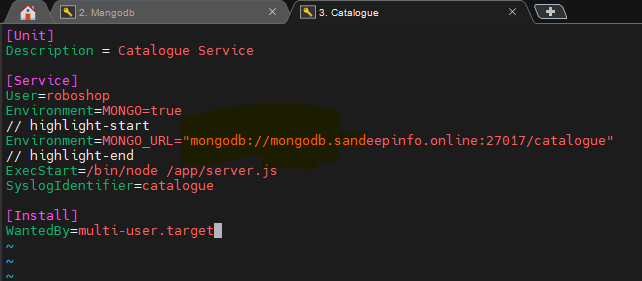 2. Mangodb
3. Catalogue
[Unit]
Description = Catalogue Service
[Service]
User=roboshop
Environment=MONGO=true
// highlight-start
Environment=MONGO_URL="mongodb://mongodb.sandeepinfo.online:27017/catalogue"
// highlight-end
ExecStart=/bin/node /app/server.js
SyslogIdentifier=catalogue
[Install]
WantedBy=multi-user.target
~
~
~